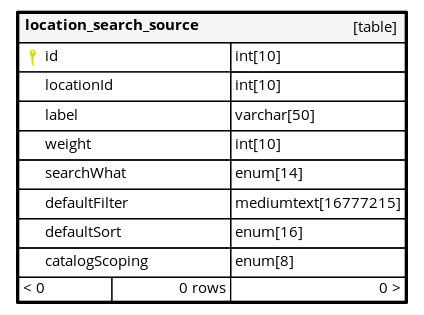 location_search_source [table]
id int[10]
locationId int[10]
label varchar[50]
weight int[10]
searchWhat enum[14]
defaultFilter mediumtext[16777215]
defaultSort enum[16]
catalogScoping enum[8]
< 0 0 rows 0 >